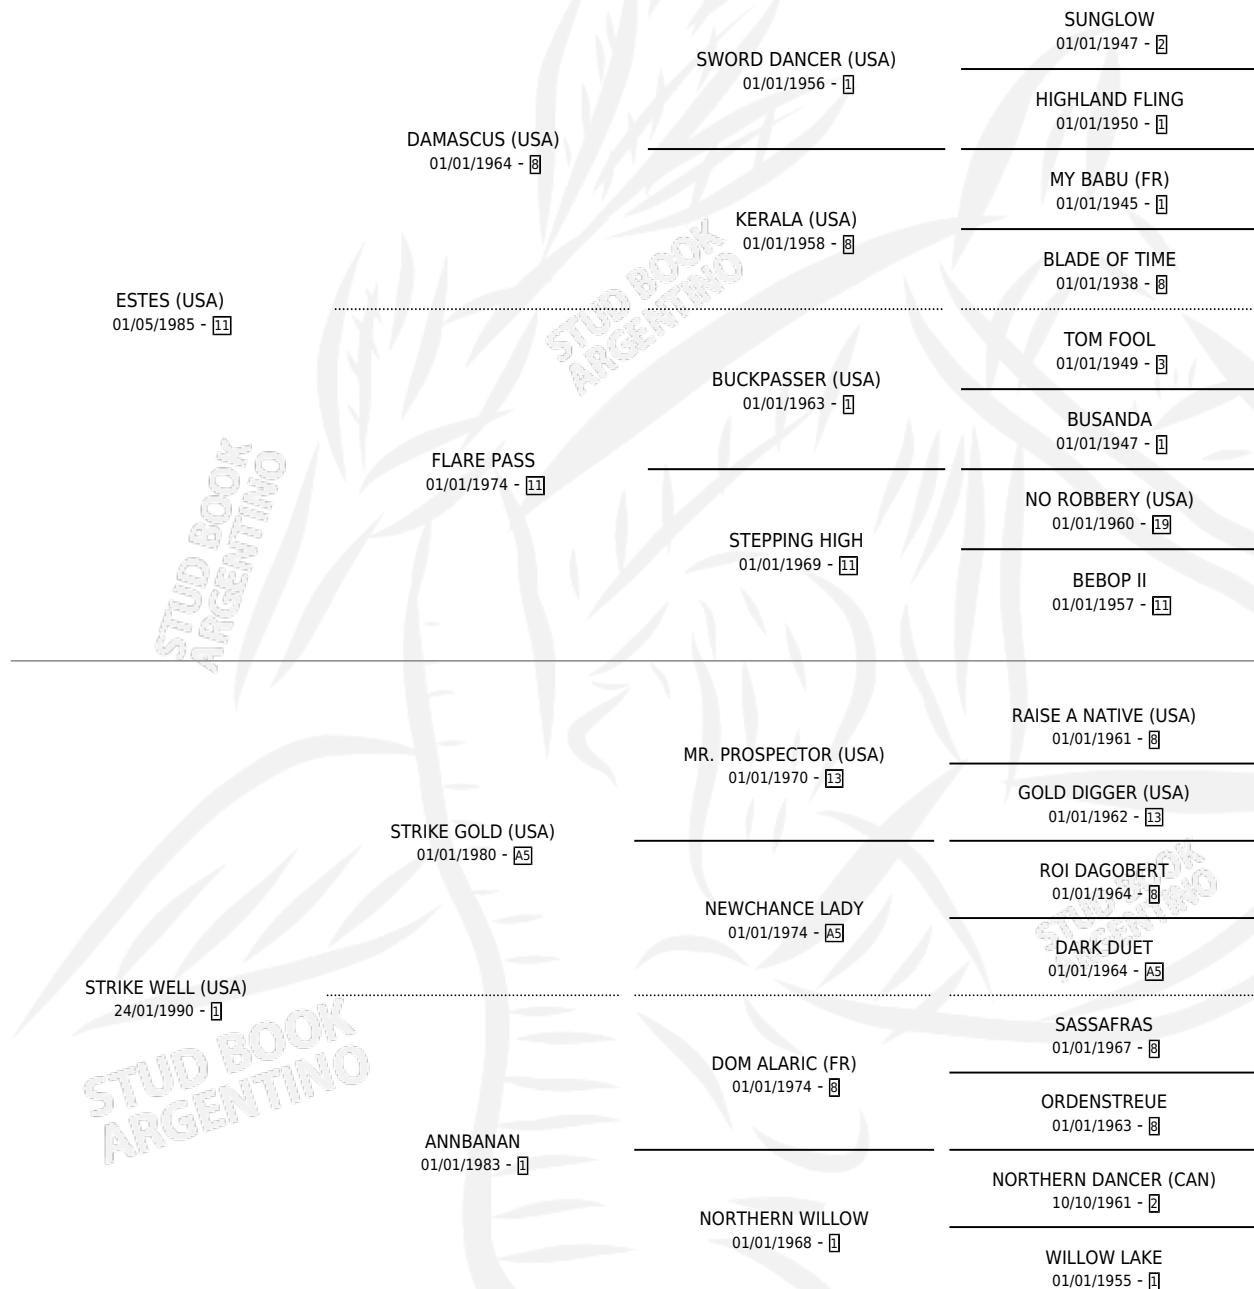 SUNGLOW
01/01/1947 - 2
SWORD DANCER (USA)
01/01/1956 - 1
HIGHLAND FLING
01/01/1950 - 1
DAMASCUS (USA)
01/01/1964 - 8
MY BABU (FR)
01/01/1945 - 1
KERALA (USA)
01/01/1958 - 8
BLADE OF TIME
01/01/1938 - 8
ESTES (USA)
01/05/1985 - 11
STUD BOOK
ARGENTINO
TOM FOOL
01/01/1949 - 3
BUCKPASSER (USA)
01/01/1963 - 1
BUSANDA
01/01/1947 - 1
FLARE PASS
01/01/1974 - 11
NO ROBBERY (USA)
01/01/1960 - 19
STEPPING HIGH
01/01/1969 - 11
BEBOP II
01/01/1957 - 11
STUD BOOK
ARGENTINO
RAISE A NATIVE (USA)
01/01/1961 - 8
MR. PROSPECTOR (USA)
01/01/1970 - 13
GOLD DIGGER (USA)
01/01/1962 - 13
STRIKE GOLD (USA)
01/01/1980 - A5
ROI DAGOBERT
01/01/1964 - 8
NEWCHANCE LADY
01/01/1974 - A5
STUD BOOK
ARGENTINO
DARK DUET
01/01/1964 - A5
STRIKE WELL (USA)
24/01/1990 - 1
STUD BOOK
ARGENTINO
SASSAFRAS
01/01/1967 - 8
DOM ALARIC (FR)
01/01/1974 - 8
ORDENSTREUE
01/01/1963 - 8
ANNBANAN
01/01/1983 - 1
NORTHERN DANCER (CAN)
10/10/1961 - 2
NORTHERN WILLOW
01/01/1968 - 1
WILLOW LAKE
01/01/1955 - 1